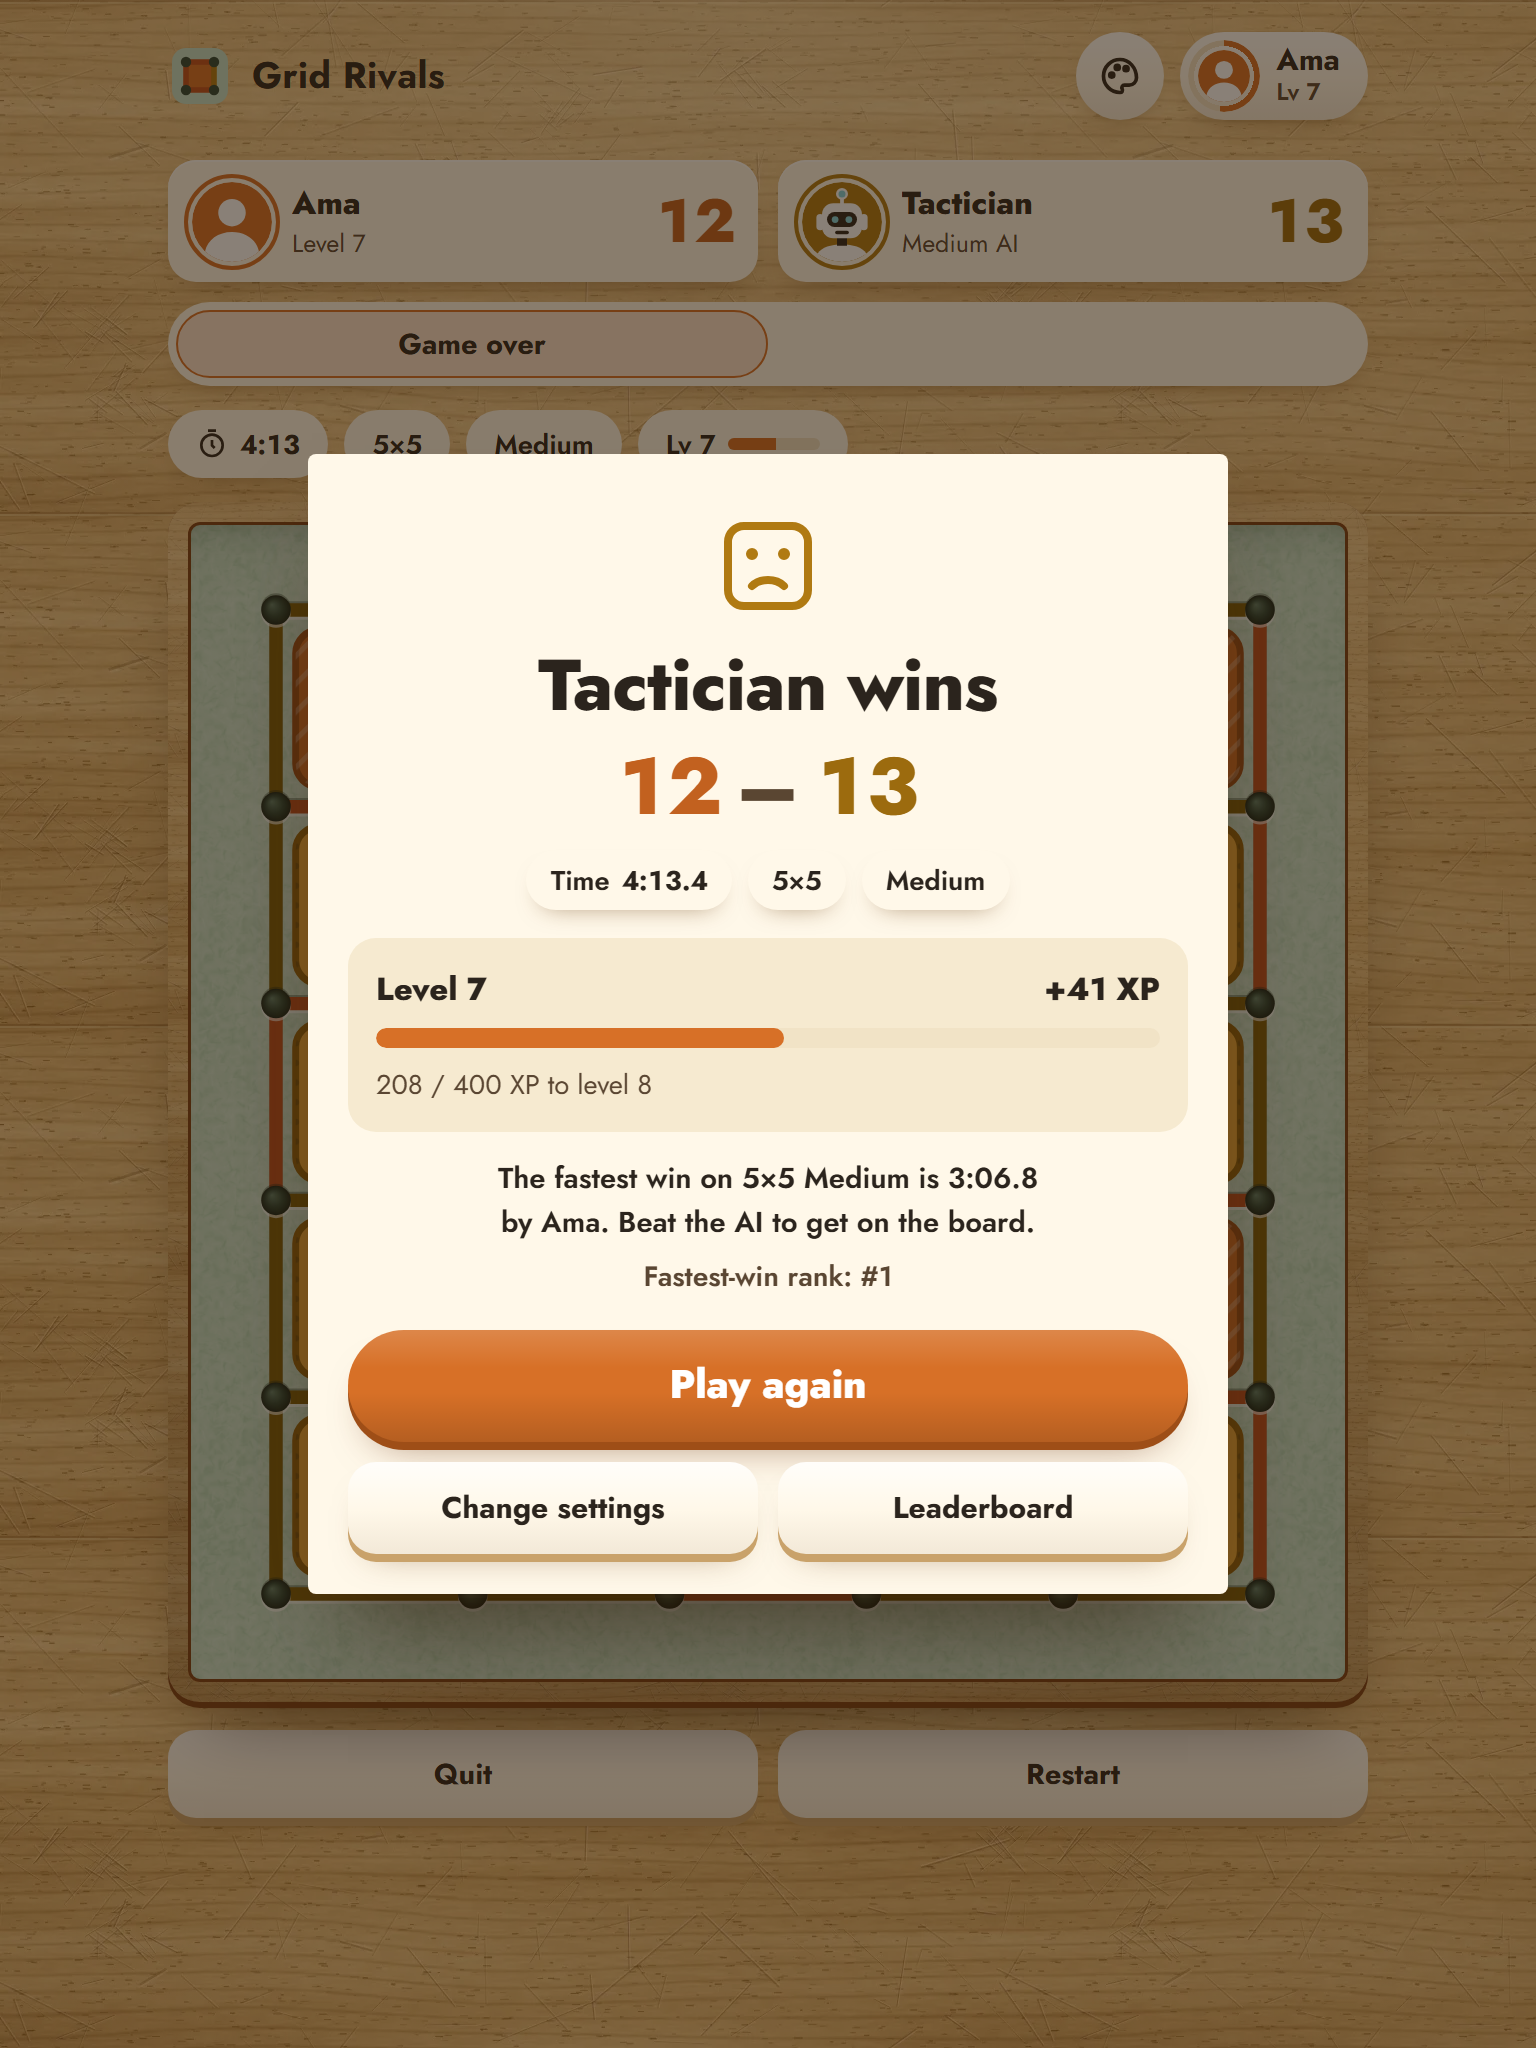 Grid Rivals
Ama
Lv 7
Ama
Level 7
12
Tactician
Medium AI
13
Game over
4:13
5×5
Medium
Lv 7
Tactician wins
12 – 13
Time 4:13.4
5×5
Medium
Level 7
+41 XP
208 / 400 XP to level 8
The fastest win on 5×5 Medium is 3:06.8
by Ama. Beat the AI to get on the board.
Fastest-win rank: #1
Play again
Change settings
Leaderboard
Quit
Restart